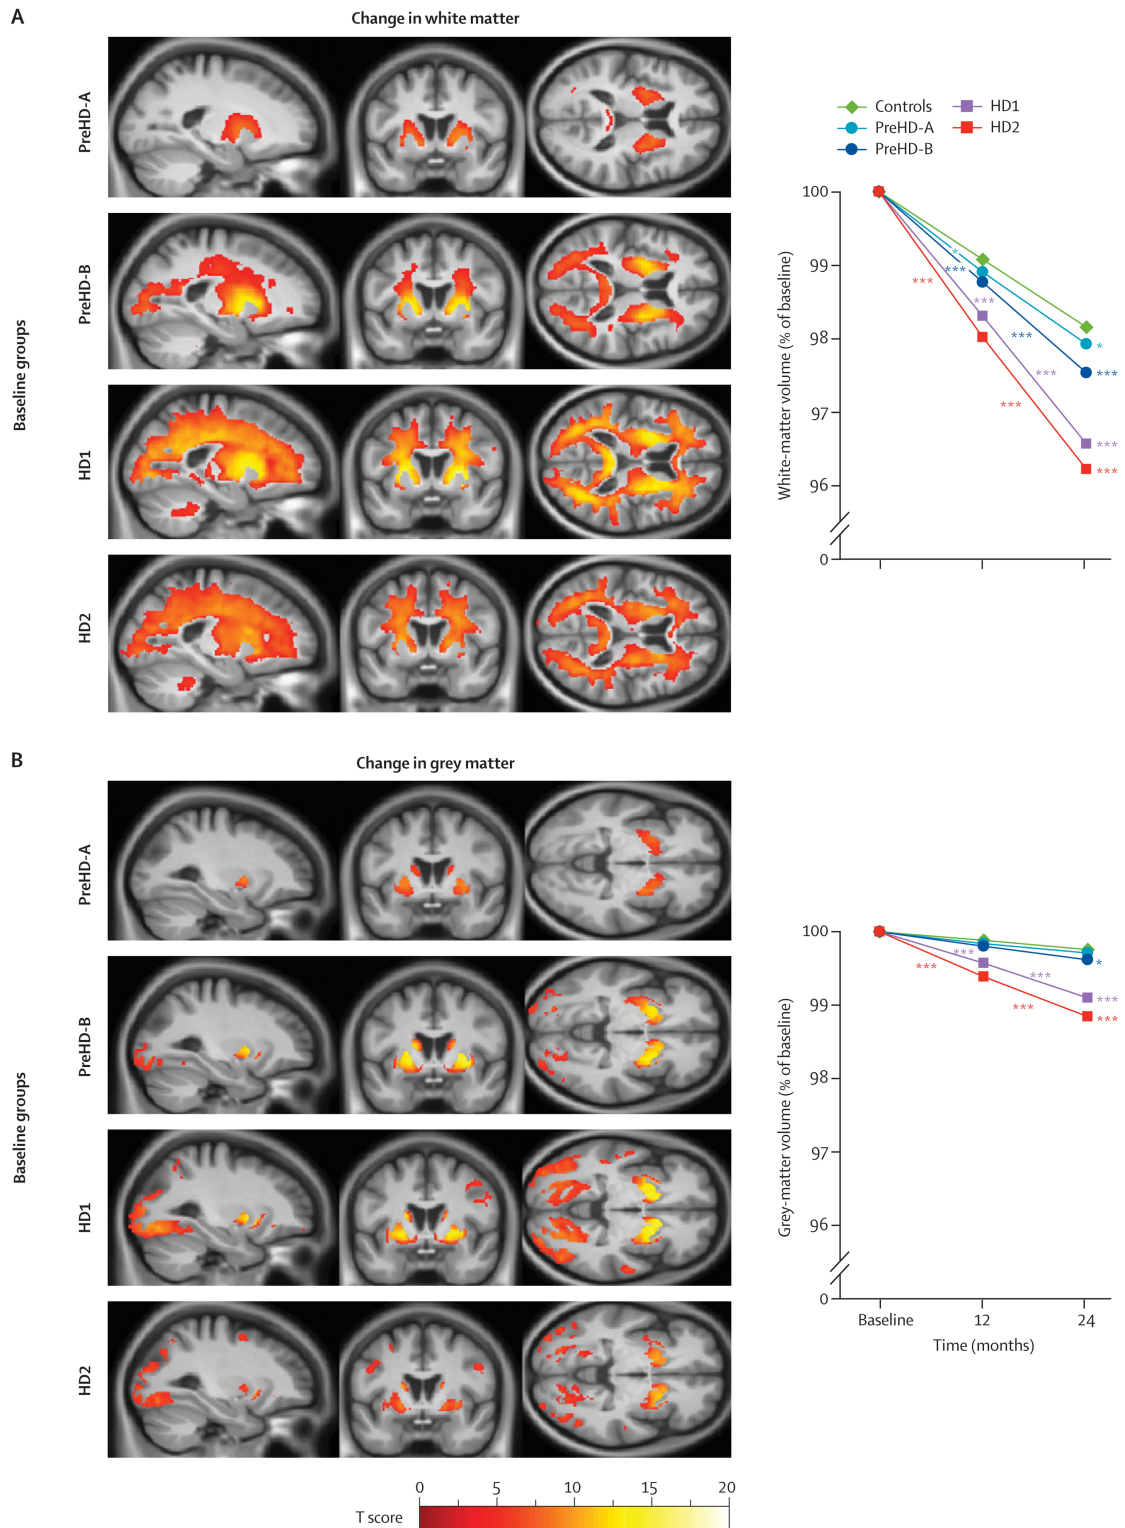 A
Change in white matter
Baseline groups
PreHD-A
PreHD-B
HD1
HD2
Controls
PreHD-A
PreHD-B
HD1
HD2
White-matter volume (% of baseline)
100
99
98
97
96
0
*
***
***
***
***
***
***
*
***
***
***
B
Change in grey matter
Baseline groups
PreHD-A
PreHD-B
HD1
HD2
Grey-matter volume (% of baseline)
100
99
98
97
96
0
***
***
***
***
*
***
***
Baseline
12
24
Time (months)
0
5
10
15
20
T score